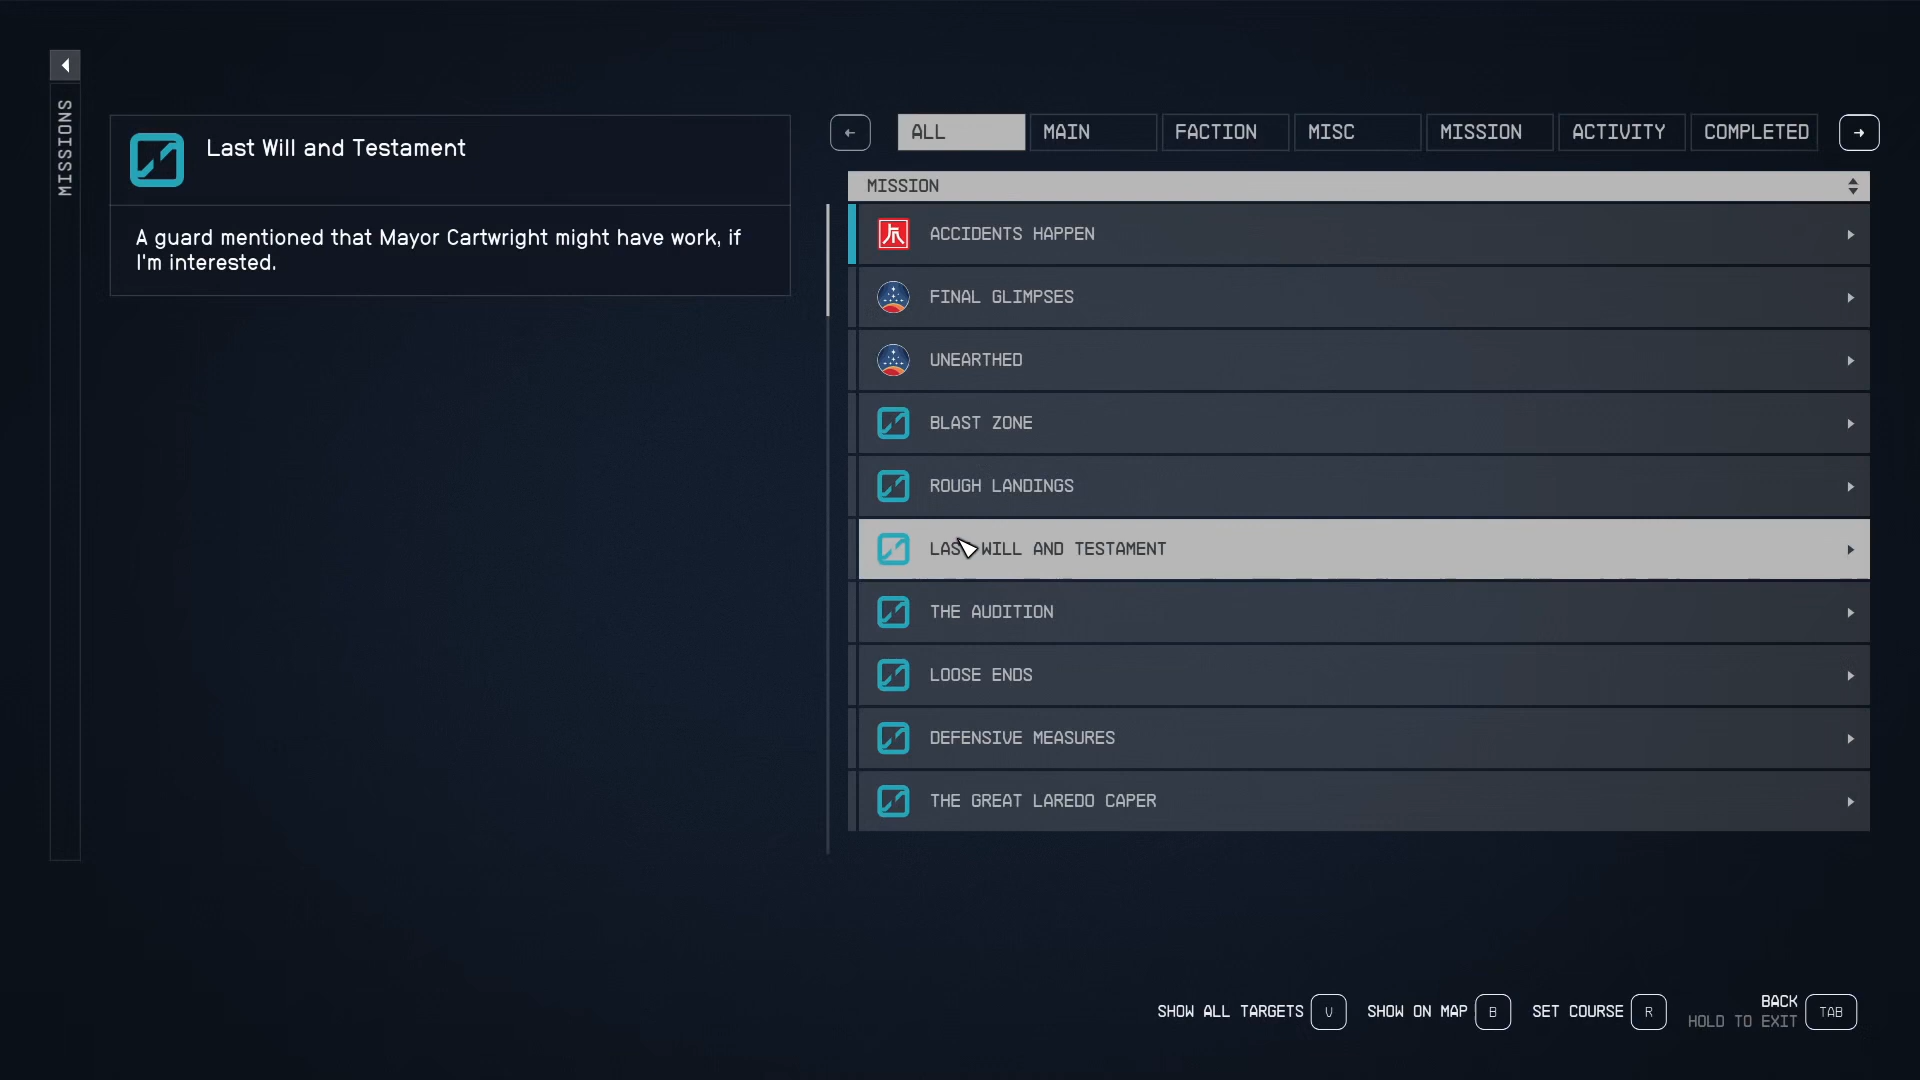 MISSIONS
Last Will and Testament
A guard mentioned that Mayor Cartwright might have work, if
I'm interested.
ALL
MAIN
FACTION
MISC
MISSION
ACTIVITY
COMPLETED
MISSION
ACCIDENTS HAPPEN
FINAL GLIMPSES
UNEARTHED
BLAST ZONE
ROUGH LANDINGS
LAST WILL AND TESTAMENT
THE AUDITION
LOOSE ENDS
DEFENSIVE MEASURES
THE GREAT LAREDO CAPER
SHOW ALL TARGETS V
SHOW ON MAP B
SET COURSE R
BACK
HOLD TO EXIT
TAB